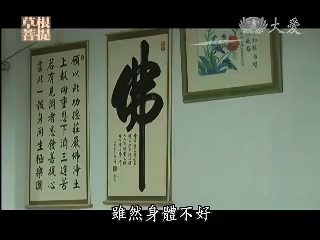 草根菩提
大愛
願以此功德莊嚴佛淨土
上報四重恩下濟三途苦
若有見聞者悉發菩提心
盡此一報身同生極樂國
佛
雖然身體不好